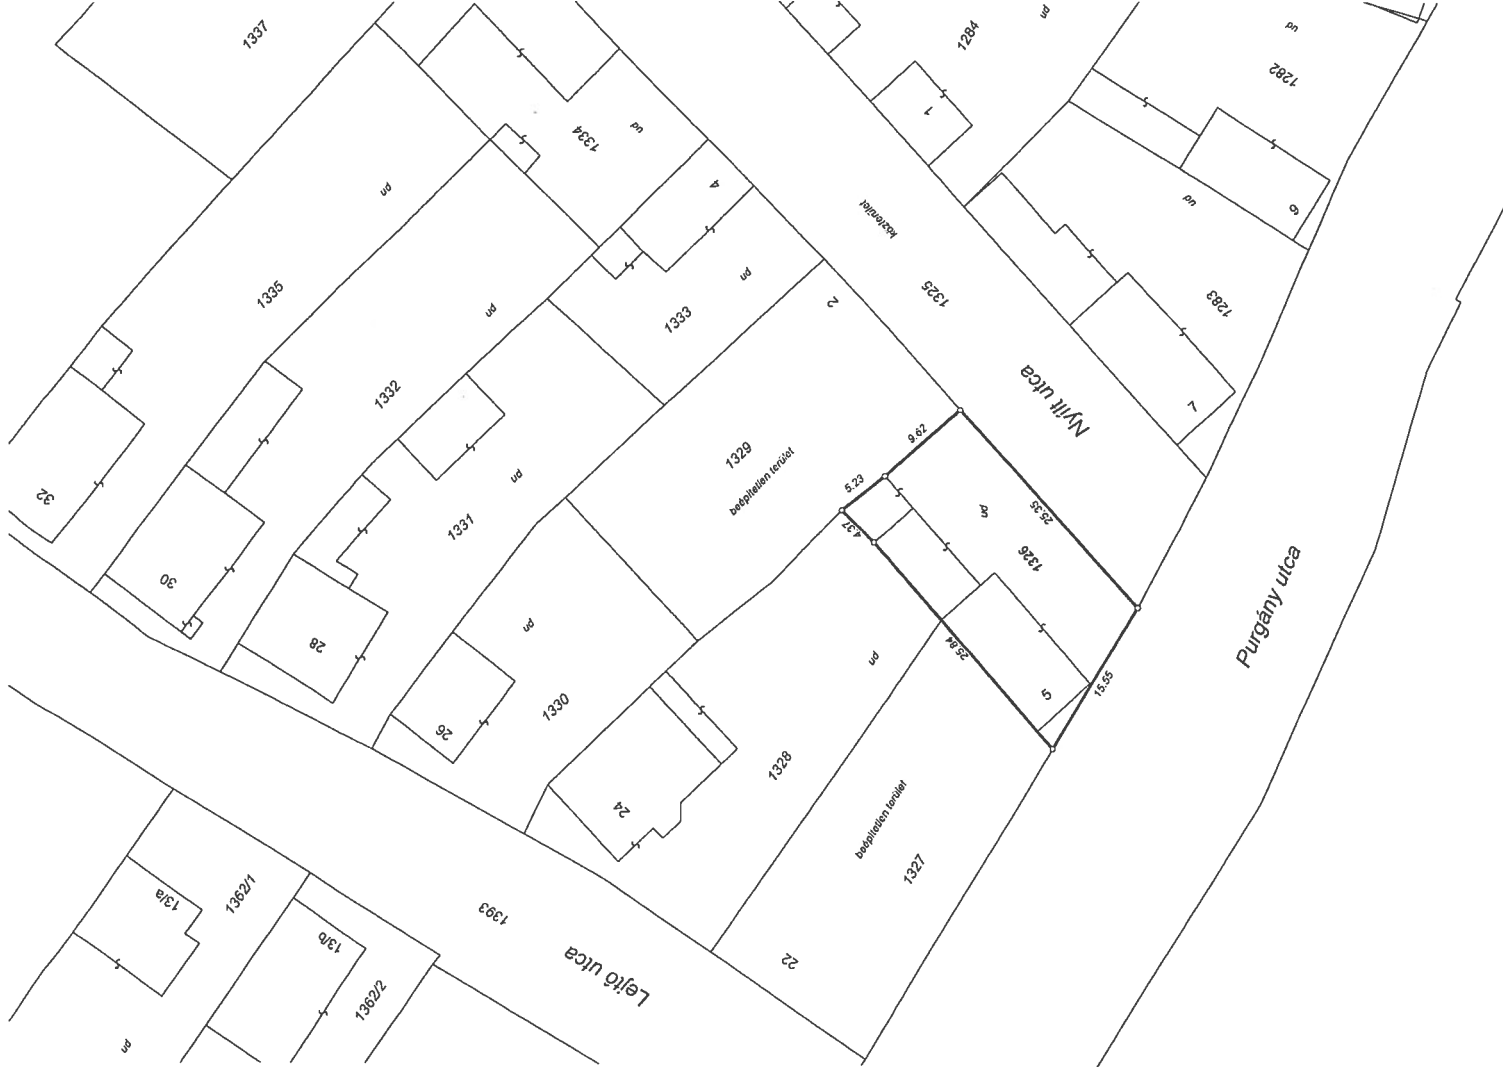 1337
1284
ud
ud
1282
1
1334
ud
ud
4
ud
6
közterület
1335
ud
1325
1283
2
1333
ud
1332
Nyílt utca
7
9.62
1329
beépítetlen terület
5.23
32
ud
4.37
ud
25.35
1331
1326
30
Purgány utca
28
ud
ud
25.84
5
15.55
1330
26
1328
24
beépítetlen terület
1327
13/a
1362/1
1393
13/b
22
Lejtő utca
1362/2
ud